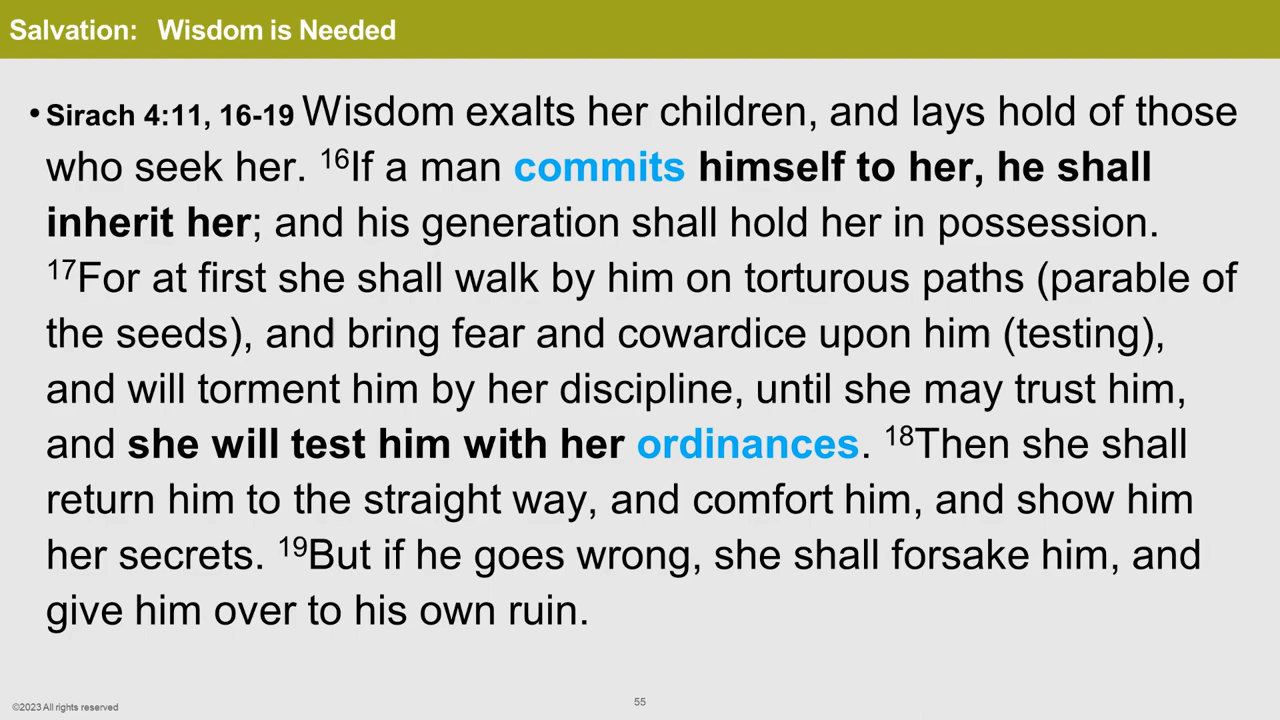 Salvation: Wisdom is Needed
• Sirach 4:11, 16-19 Wisdom exalts her children, and lays hold of those
who seek her. 16If a man commits himself to her, he shall
inherit her; and his generation shall hold her in possession.
17For at first she shall walk by him on torturous paths (parable of
the seeds), and bring fear and cowardice upon him (testing),
and will torment him by her discipline, until she may trust him,
and she will test him with her ordinances. 18Then she shall
return him to the straight way, and comfort him, and show him
her secrets. 19But if he goes wrong, she shall forsake him, and
give him over to his own ruin.
©2023 All rights reserved
55